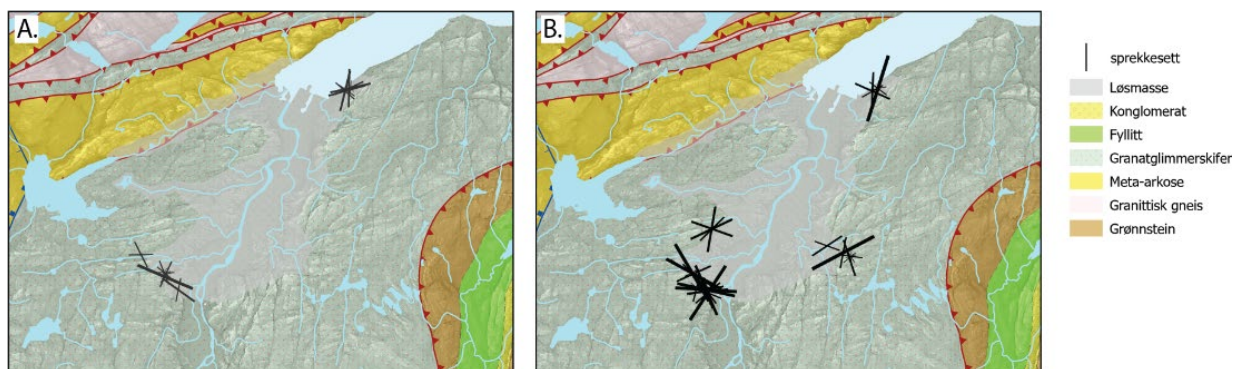 A.
B.
sprekkesett
Løsmasse
Konglomerat
Fyllitt
Granatglimmerskifer
Meta-arkose
Granittisk gneis
Grønnstein